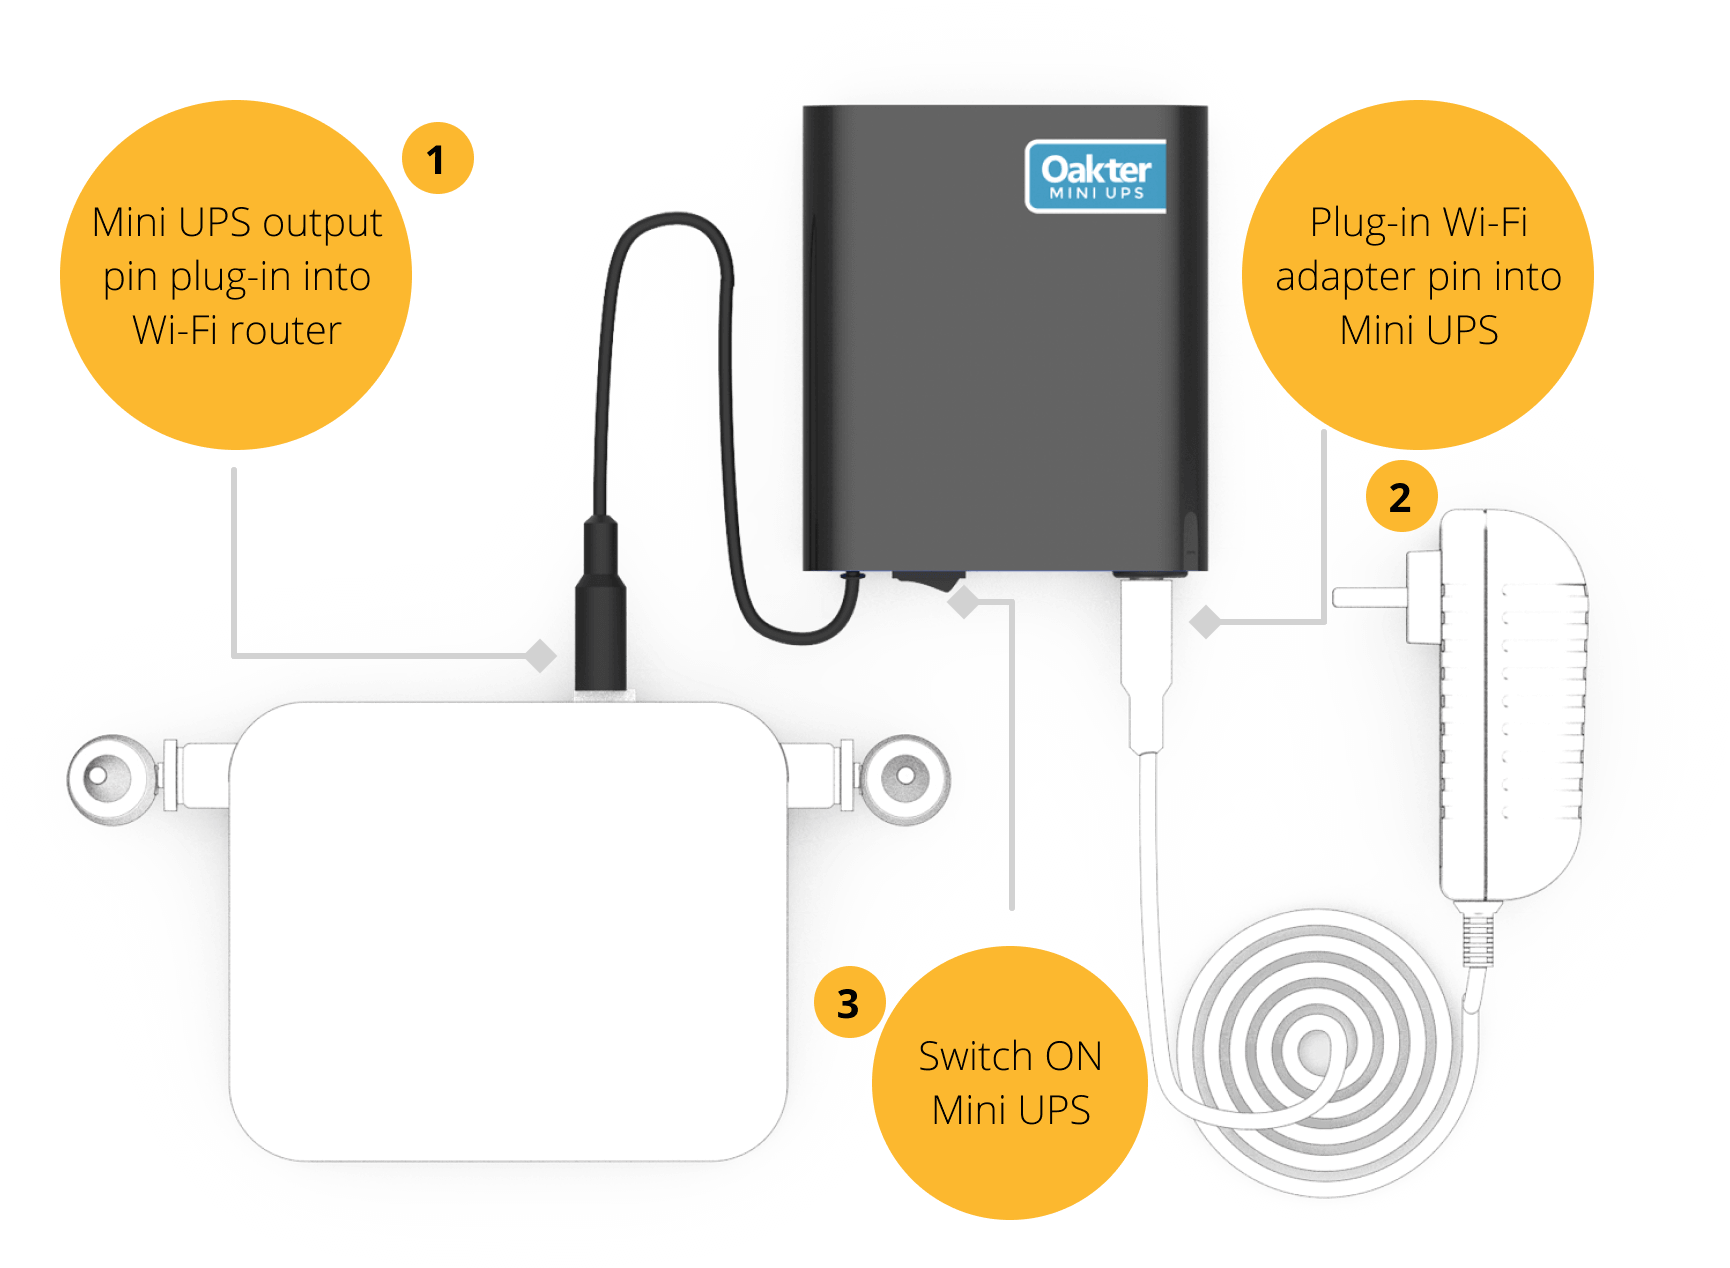 1
Mini UPS output
pin plug-in into
Wi-Fi router
Oakter
MINI UPS
Plug-in Wi-Fi
adapter pin into
Mini UPS
2
3
Switch ON
Mini UPS